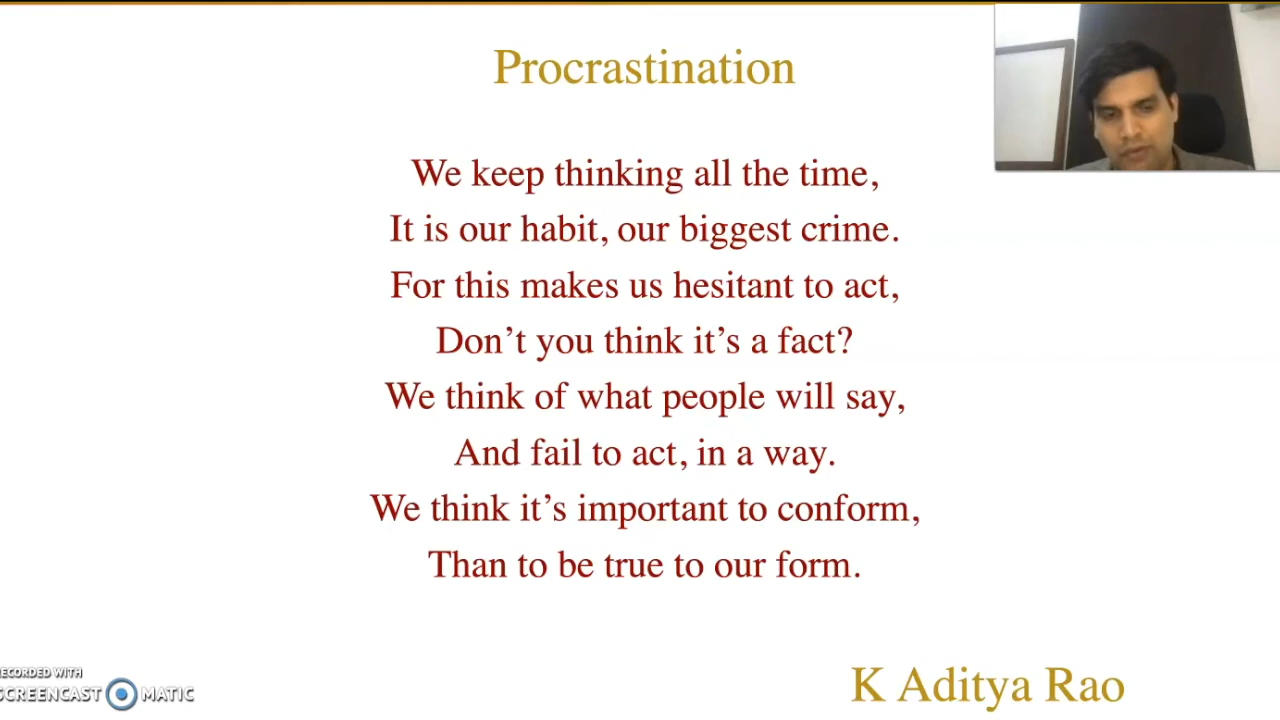 Procrastination
We keep thinking all the time,
It is our habit, our biggest crime.
For this makes us hesitant to act,
Don’t you think it’s a fact?
We think of what people will say,
And fail to act, in a way.
We think it’s important to conform,
Than to be true to our form.
K Aditya Rao
RECORDED WITH
SCREENCAST MATIC